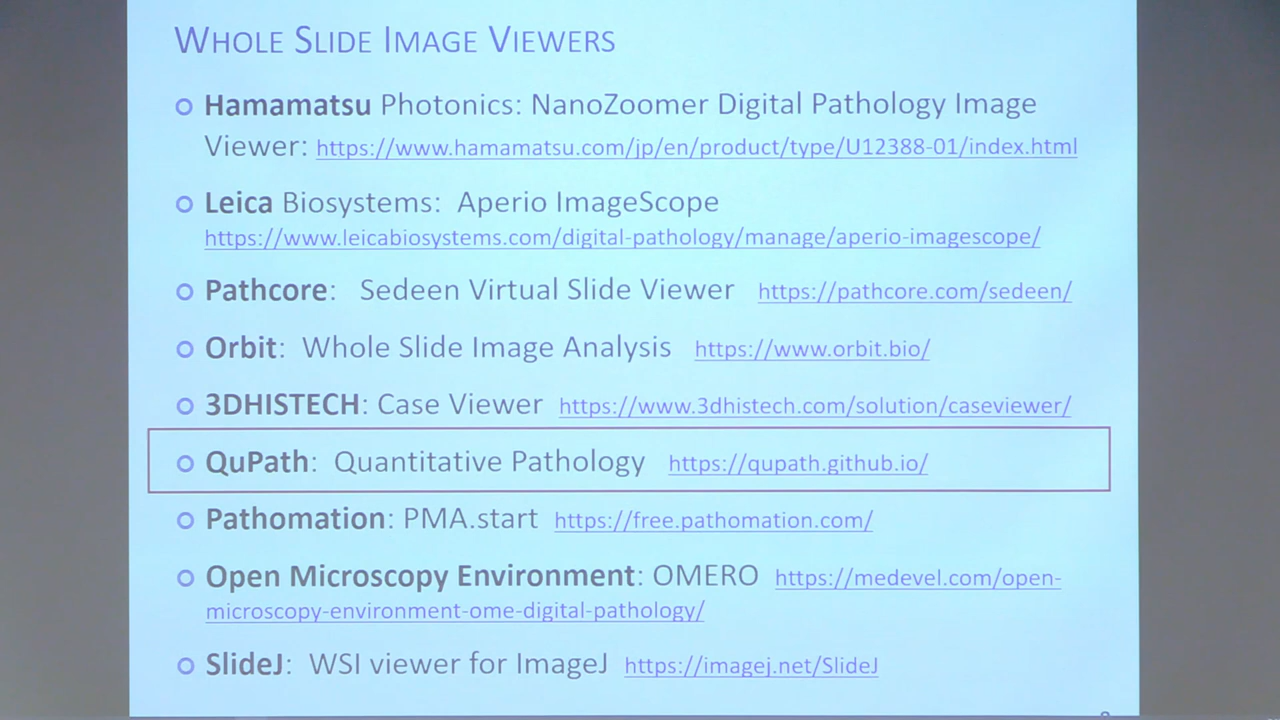 WHOLE SLIDE IMAGE VIEWERS
Hamamatsu Photonics: NanoZoomer Digital Pathology Image
Viewer: https://www.hamamatsu.com/jp/en/product/type/U12388-01/index.html
Leica Biosystems: Aperio ImageScope
https://www.leicabiosystems.com/digital-pathology/manage/aperio-imagescope/
Pathcore: Sedeen Virtual Slide Viewer https://pathcore.com/sedeen/
Orbit: Whole Slide Image Analysis https://www.orbit.bio/
3DHISTECH: Case Viewer https://www.3dhistech.com/solution/caseviewer/
QuPath: Quantitative Pathology https://qupath.github.io/
Pathomation: PMA.start https://free.pathomation.com/
Open Microscopy Environment: OMERO https://medevel.com/open-
microscopy-environment-ome-digital-pathology/
SlideJ: WSI viewer for ImageJ https://imagej.net/SlideJ